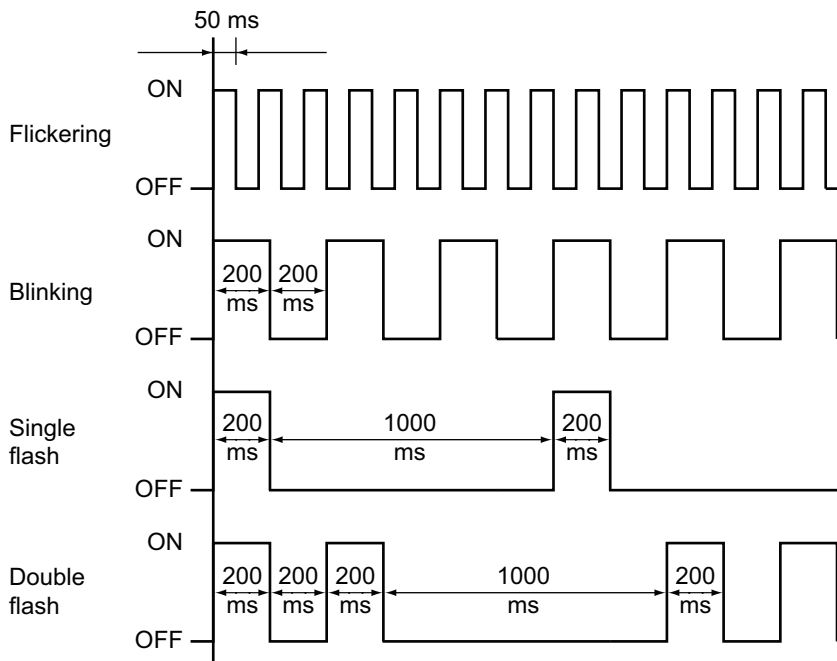 50 ms
ON
Flickering
OFF
ON
200 200
Blinking
ms ms
OFF
ON
200 1000 200
Single
flash
ms ms ms
OFF
ON
200 200 200 1000 200
Double
flash
ms ms ms ms ms
OFF